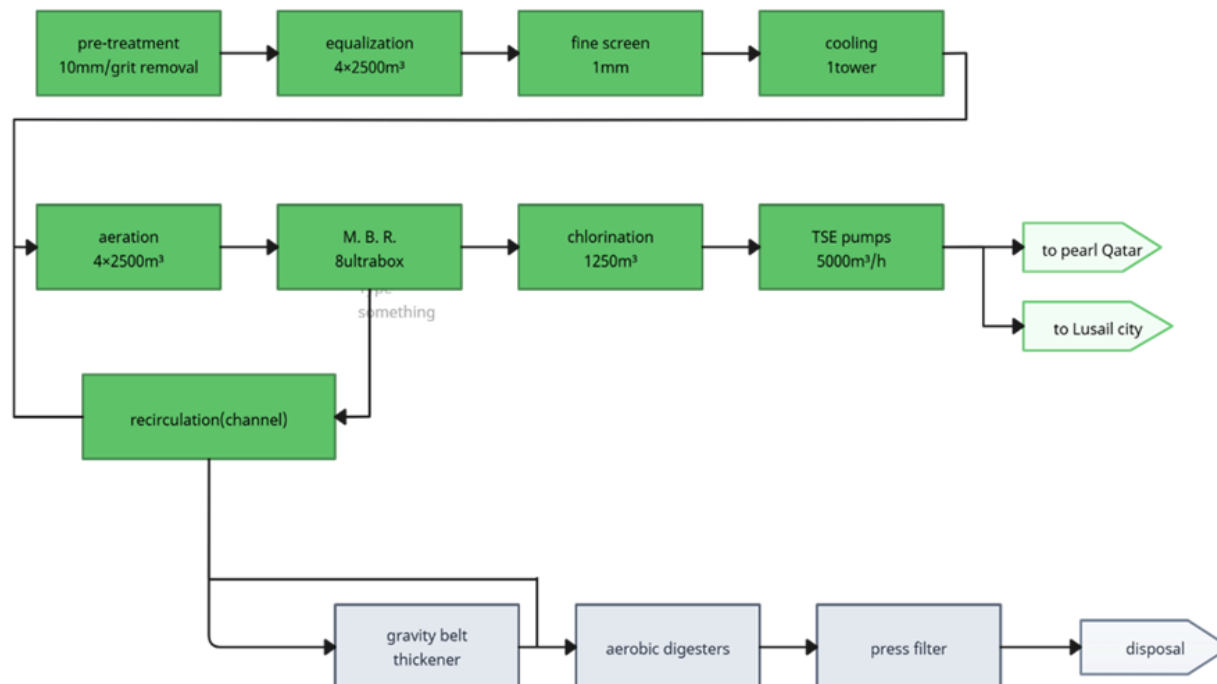 pre-treatment
10mm/grit removal
equalization
4×2500m³
fine screen
1mm
cooling
1tower
aeration
4×2500m³
M. B. R.
8ultrabox
chlorination
1250m³
TSE pumps
5000m³/h
to pearl Qatar
to Lusail city
Type
something
recirculation(channel)
gravity belt
thickener
aerobic digesters
press filter
disposal